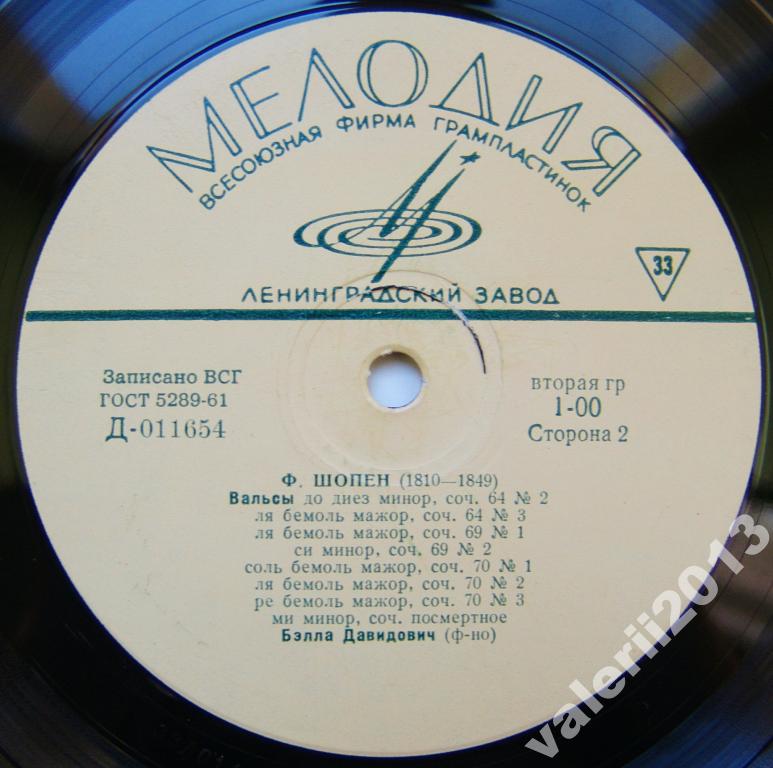 МЕЛОДИЯ
ВСЕСОЮЗНАЯ ФИРМА ГРАМПЛАСТИНОК
ЛЕНИНГРАДСКИЙ ЗАВОД
33
Записано ВСГ
ГОСТ 5289-61
Д-011654
вторая гр
1-00
Сторона 2
Ф. ШОПЕН (1810—1849)
Вальсы до диез минор, соч. 64 № 2
ля бемоль мажор, соч. 64 № 3
ля бемоль мажор, соч. 69 № 1
си минор, соч. 69 № 2
соль бемоль мажор, соч. 70 № 1
ля бемоль мажор, соч. 70 № 2
ре бемоль мажор, соч. 70 № 3
ми минор, соч. посмертное
Бэлла Давидович (ф-но)
valerii2013